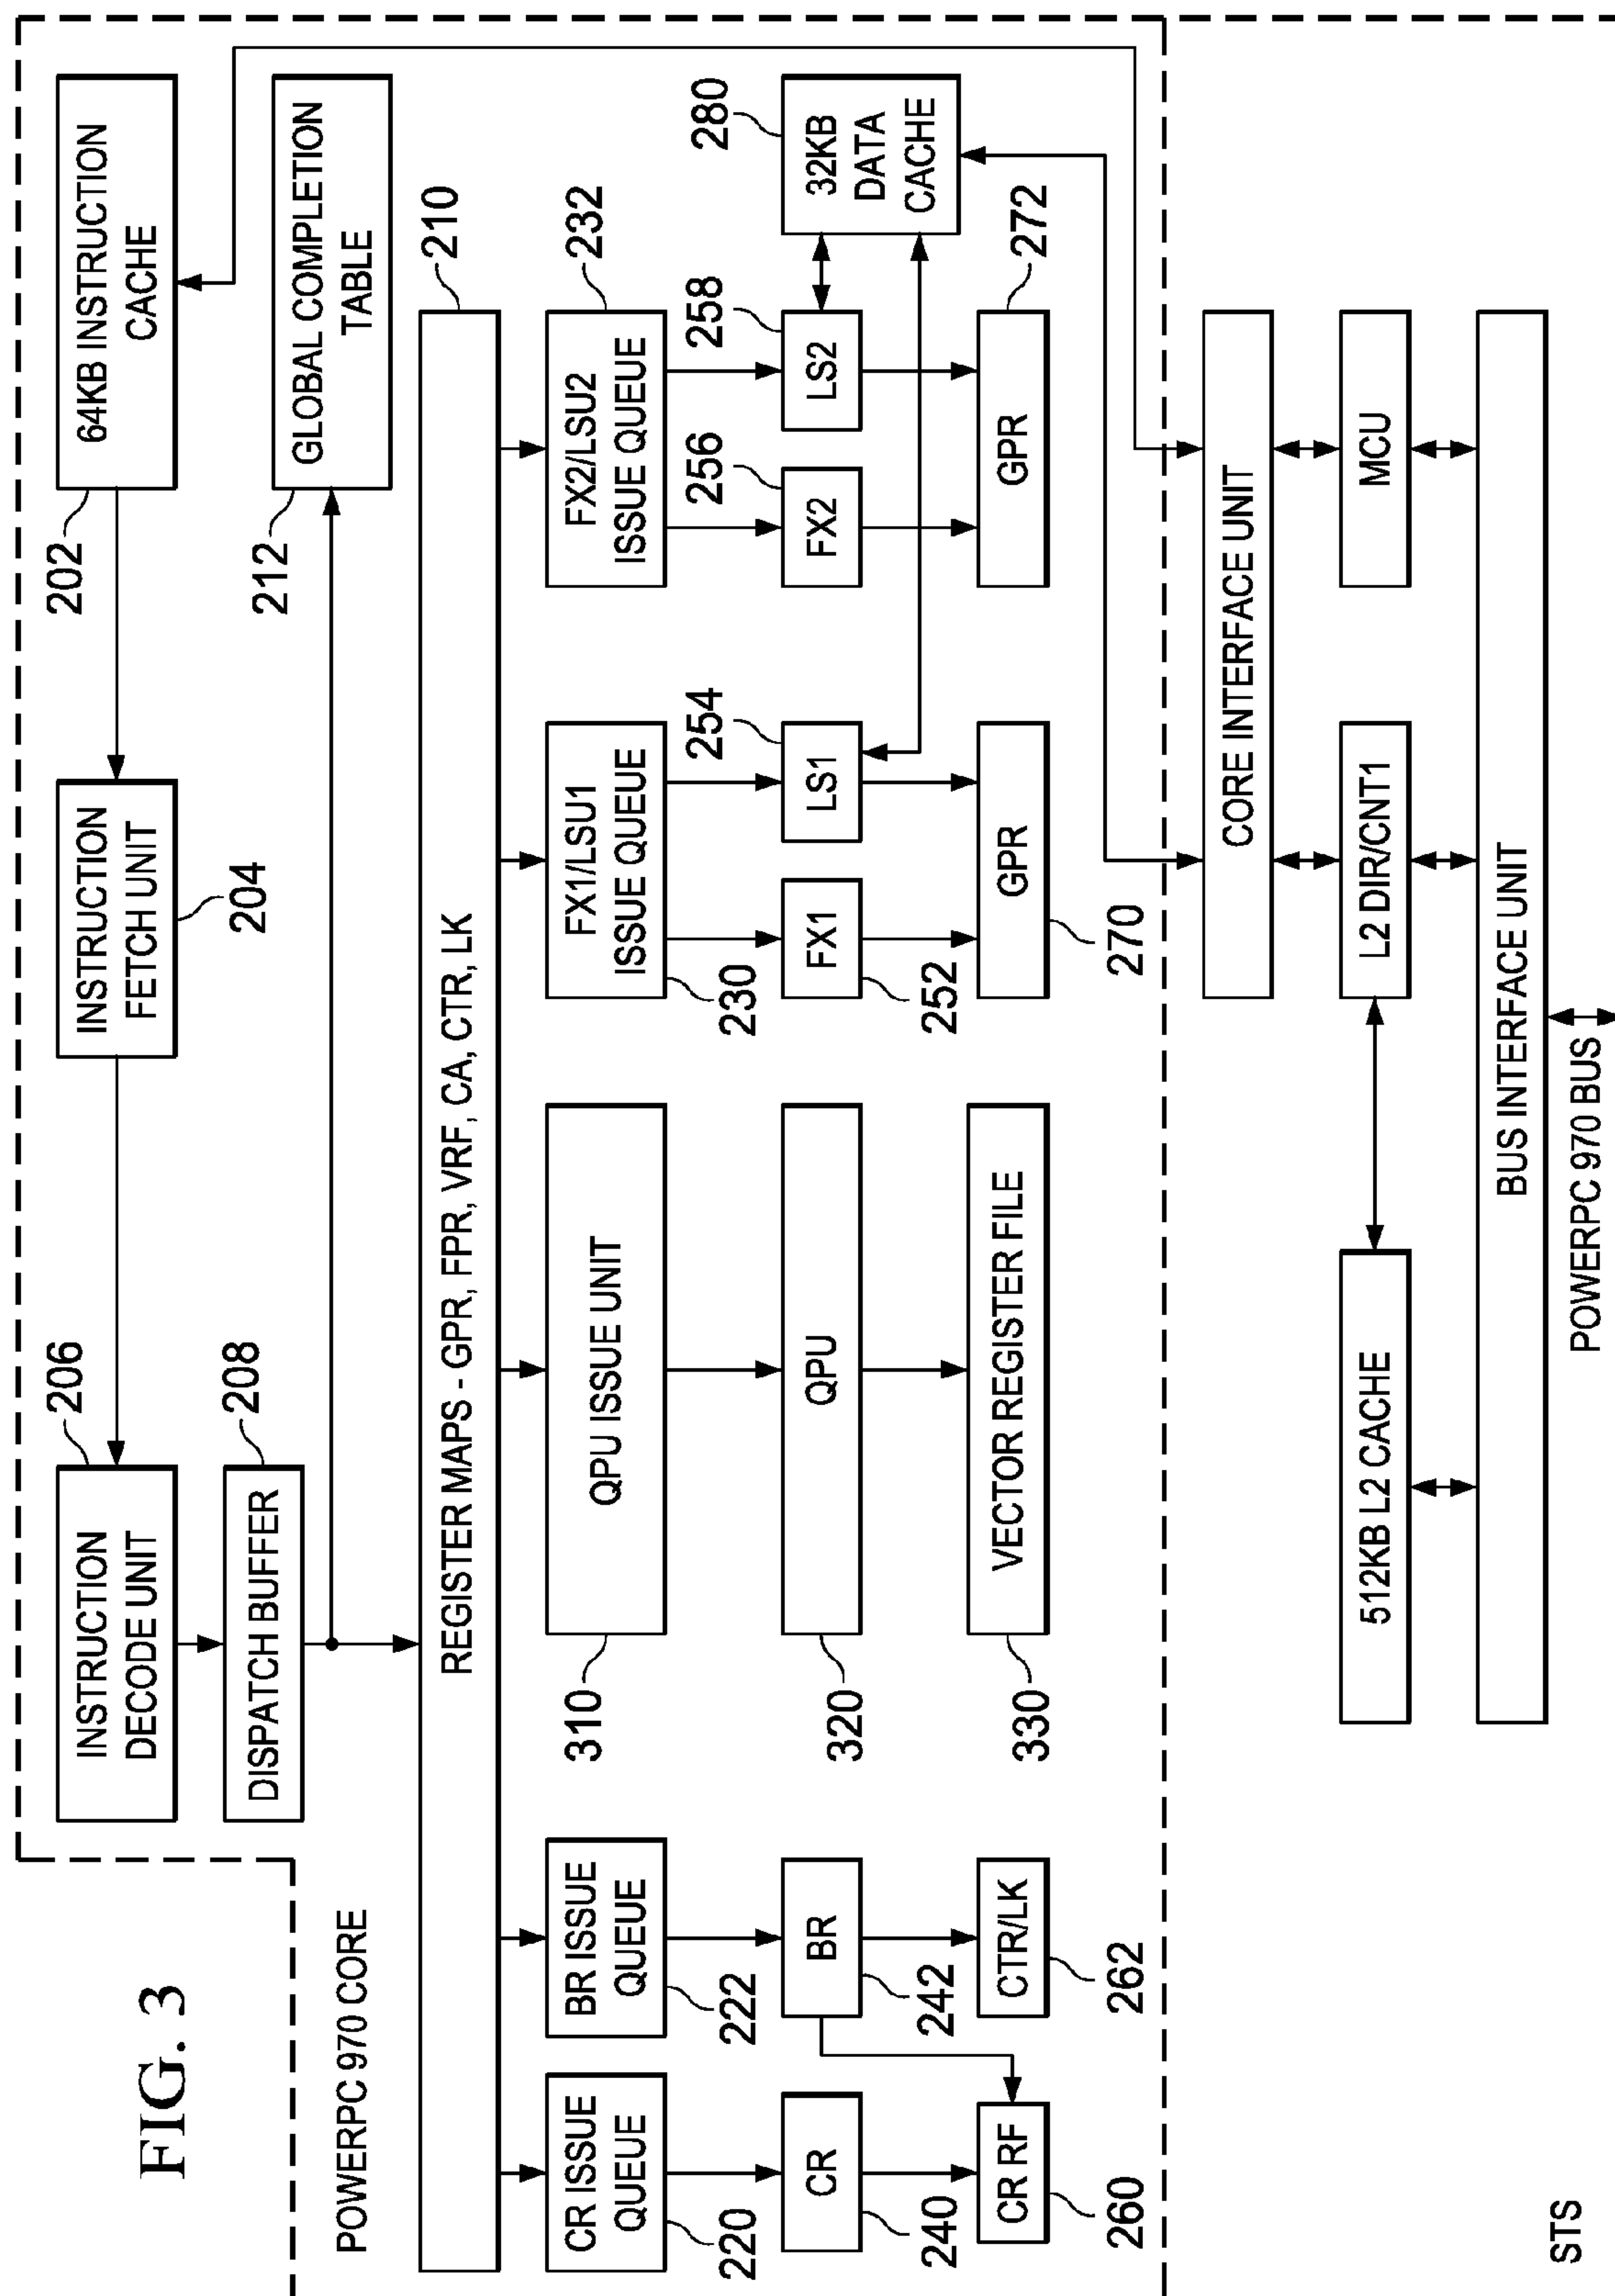 FIG. 3
206
202
INSTRUCTION
DECODE UNIT
INSTRUCTION
FETCH UNIT
64KB INSTRUCTION
CACHE
208
204
212
DISPATCH BUFFER
GLOBAL COMPLETION
TABLE
POWERPC 970 CORE
210
REGISTER MAPS - GPR, FPR, VRF, CA, CTR, LK
CR ISSUE
QUEUE
BR ISSUE
QUEUE
310
QPU ISSUE UNIT
FX1/LSU1
ISSUE QUEUE
FX2/LSU2
ISSUE QUEUE
232
220
222
230
254
256
258
280
CR
BR
320
QPU
FX1
LS1
FX2
LS2
32KB
DATA
CACHE
240
242
252
272
CR RF
CTR/LK
330
VECTOR REGISTER FILE
GPR
GPR
260
262
270
CORE INTERFACE UNIT
512KB L2 CACHE
L2 DIR/CNT1
MCU
BUS INTERFACE UNIT
STS
POWERPC 970 BUS